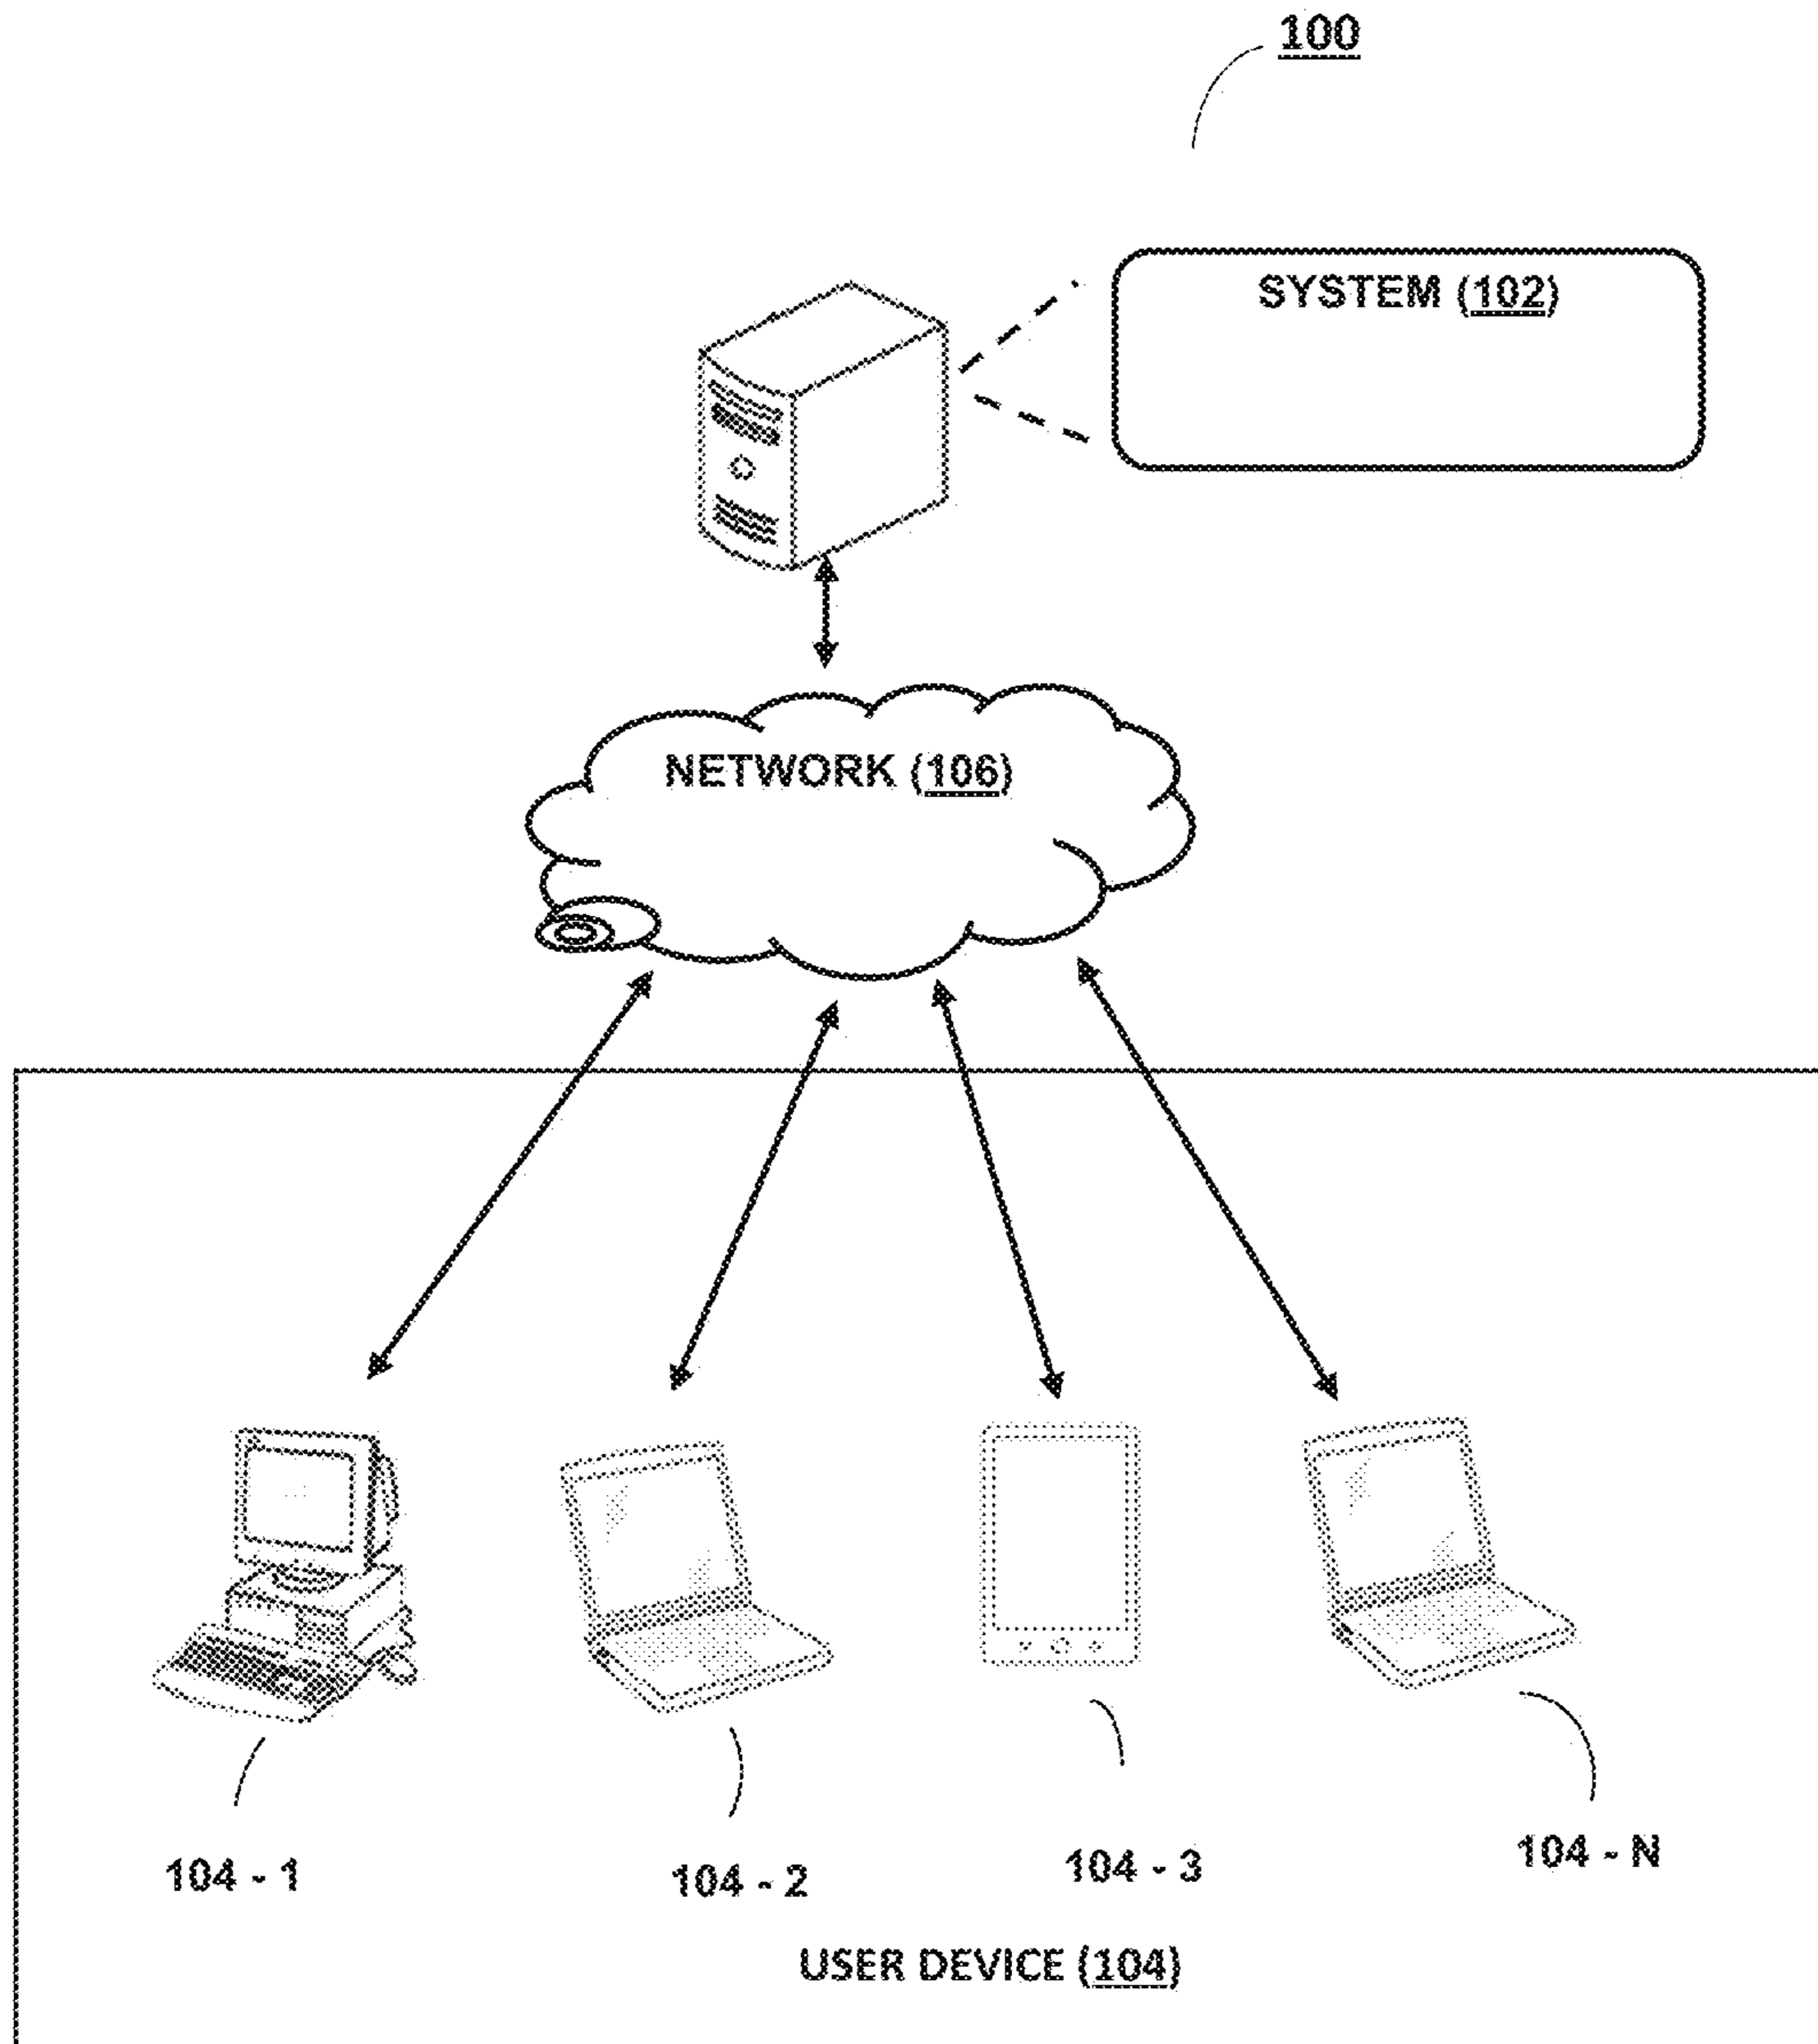 100
SYSTEM (102)
NETWORK (106)
104 - 1
104 - 2
104 - 3
104 - N
USER DEVICE (104)